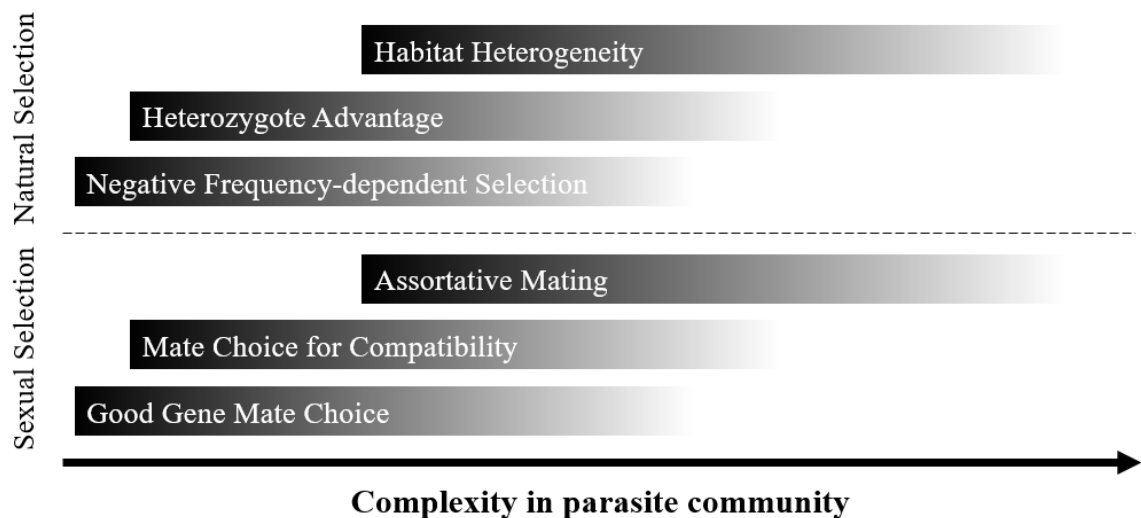 Natural Selection
Habitat Heterogeneity
Heterozygote Advantage
Negative Frequency-dependent Selection
Sexual Selection
Assortative Mating
Mate Choice for Compatibility
Good Gene Mate Choice
Complexity in parasite community